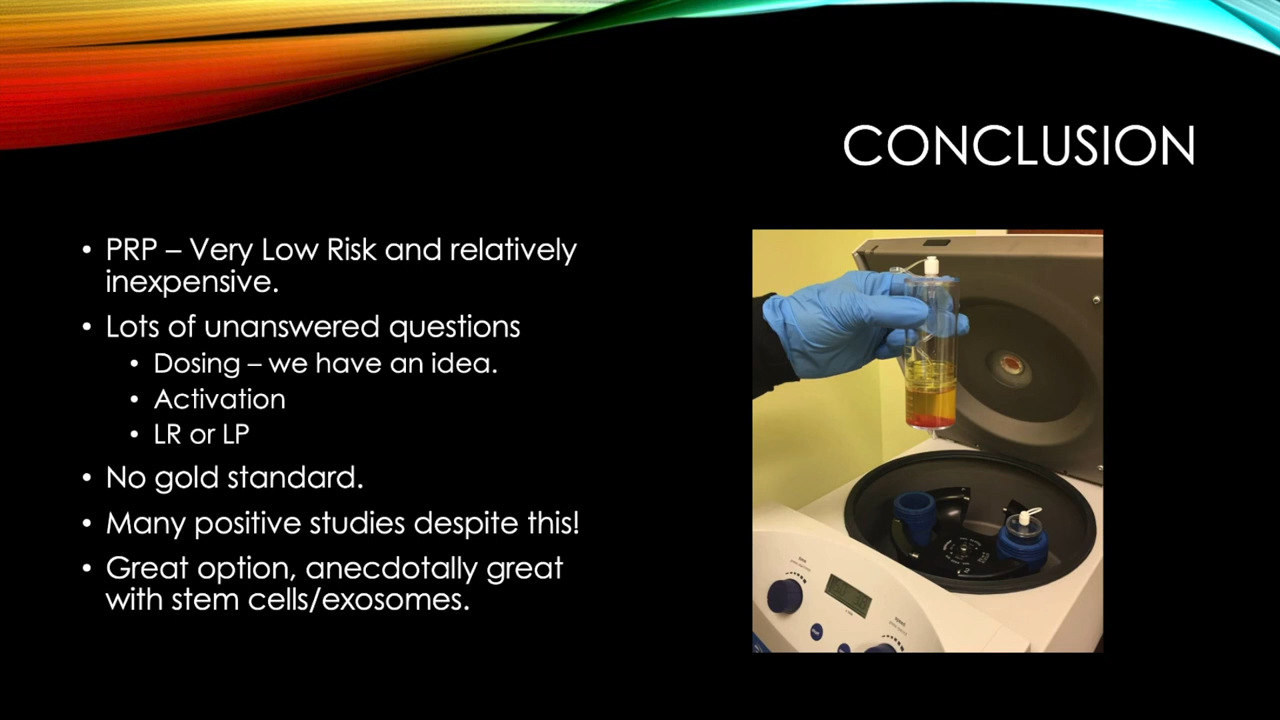 CONCLUSION
• PRP – Very Low Risk and relatively
inexpensive.
• Lots of unanswered questions
• Dosing – we have an idea.
• Activation
• LR or LP
• No gold standard.
• Many positive studies despite this!
• Great option, anecdotally great
with stem cells/exosomes.